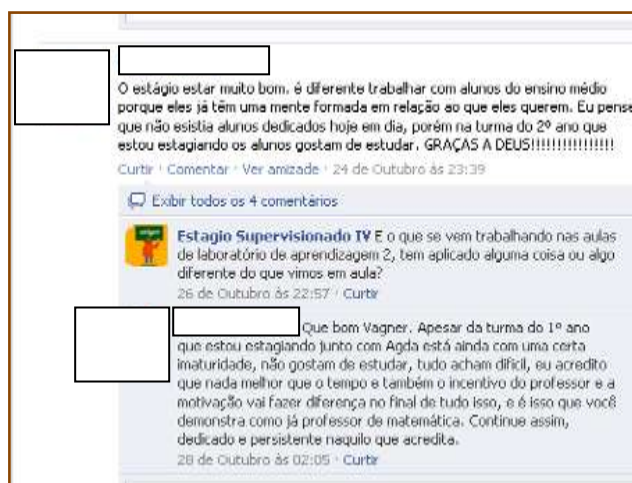 O estágio estar muito bom. é diferente trabalhar com alunos do ensino médio
porque eles já têm uma mente formada em relação ao que eles querem. Eu pense
que não esistia alunos dedicados hoje em dia, porém na turma do 2º ano que
estou estagiando os alunos gostam de estudar. GRAÇAS A DEUS!!!!!!!!!!!!!!!!
Curtir · Comentar · Ver amizade · 24 de Outubro às 23:39
Exibir todos os 4 comentários
Estagio Supervisionado IV E o que se vem trabalhando nas aulas
de laboratório de aprendizagem 2, tem aplicado alguma coisa ou algo
diferente do que vimos em aula?
26 de Outubro às 22:57 · Curtir
Que bom Vagner. Apesar da turma do 1º ano
que estou estagiando junto com Agda está ainda com uma certa
imaturidade, não gostam de estudar, tudo acham dificil, eu acredito
que nada melhor que o tempo e também o incentivo do professor e a
motivação vai fazer diferença no final de tudo isso, e é isso que você
demonstra como já professor de matemática. Continue assim,
dedicado e persistente naquilo que acredita.
28 de Outubro às 02:05 · Curtir